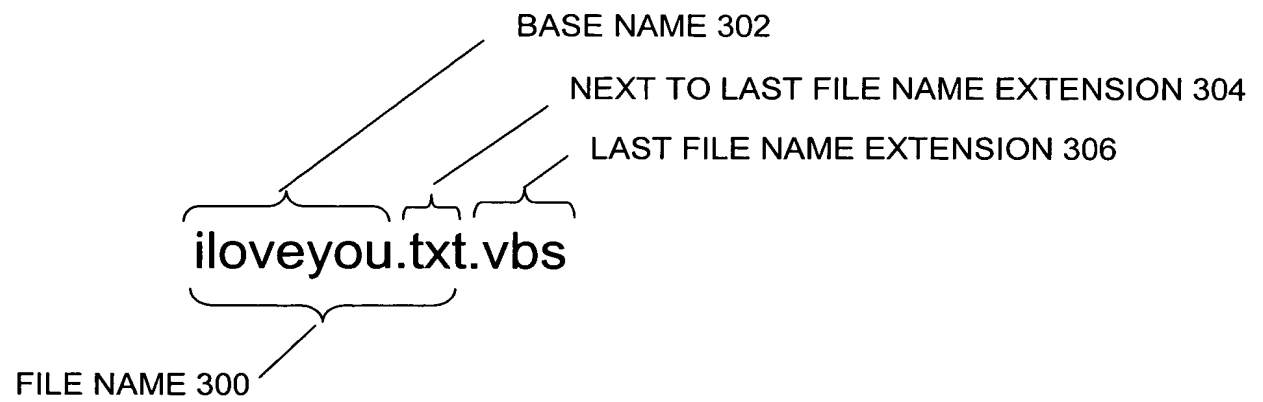 BASE NAME 302
NEXT TO LAST FILE NAME EXTENSION 304
LAST FILE NAME EXTENSION 306
iloveyou.txt.vbs
FILE NAME 300